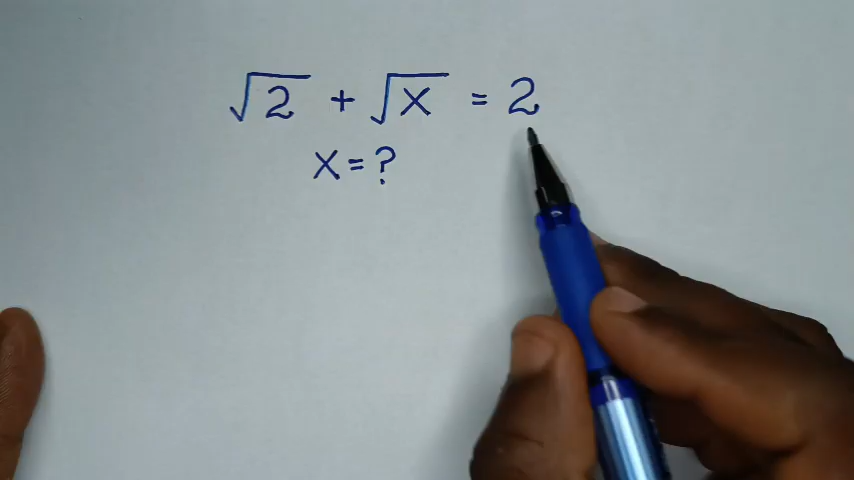 √2 + √x = 2
x = ?